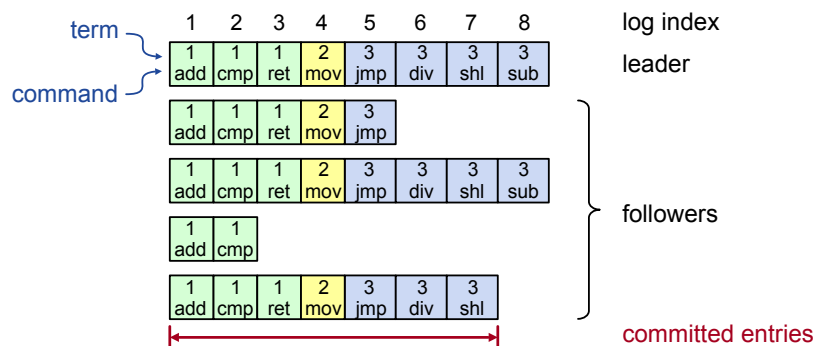 1 2 3 4 5 6 7 8 log index
term
1 1 1 2 3 3 3 3
add cmp ret mov jmp div shl sub leader
command
1 1 1 2 3
add cmp ret mov jmp
1 1 1 2 3 3 3 3
add cmp ret mov jmp div shl sub
followers
1 1
add cmp
1 1 1 2 3 3 3
add cmp ret mov jmp div shl
committed entries